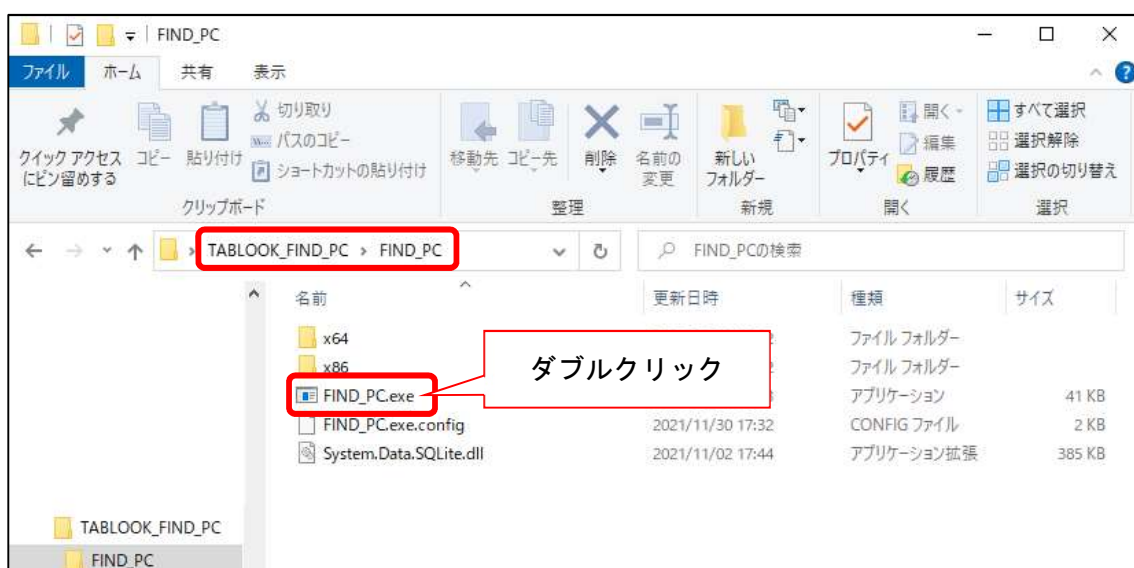 FIND_PC
ファイル ホーム 共有 表示
クイック アクセス
にピン留めする
コピー
貼り付け
切り取り
パスのコピー
ショートカットの貼り付け
クリップボード
移動先 コピー先 削除 名前の
変更
整理
新しい
フォルダー
新規
プロパティ
開く
編集
履歴
開く
すべて選択
選択解除
選択の切り替え
選択
TABLOOK_FIND_PC › FIND_PC
FIND_PCの検索
名前 更新日時 種類 サイズ
x64 ファイル フォルダー
x86 ファイル フォルダー
ダブルクリック
FIND_PC.exe アプリケーション 41 KB
FIND_PC.exe.config 2021/11/30 17:32 CONFIG ファイル 2 KB
System.Data.SQLite.dll 2021/11/02 17:44 アプリケーション拡張 385 KB
TABLOOK_FIND_PC
FIND_PC